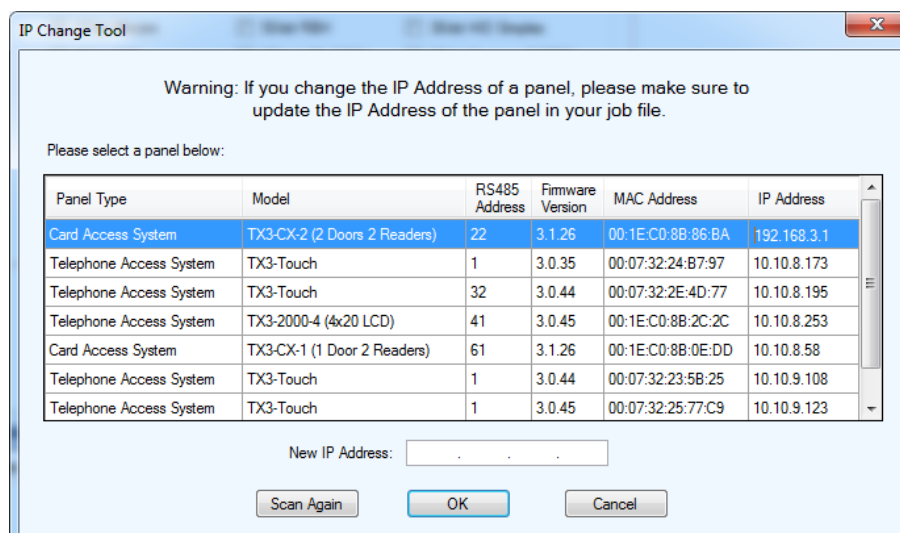 IP Change Tool
Warning: If you change the IP Address of a panel, please make sure to
update the IP Address of the panel in your job file.
Please select a panel below:
Panel Type Model RS485 Address Firmware Version MAC Address IP Address
Card Access System TX3-CX-2 (2 Doors 2 Readers) 22 3.1.26 00:1E:C0:8B:86:BA 192.168.3.1
Telephone Access System TX3-Touch 1 3.0.35 00:07:32:24:B7:97 10.10.8.173
Telephone Access System TX3-Touch 32 3.0.44 00:07:32:2E:4D:77 10.10.8.195
Telephone Access System TX3-2000-4 (4x20 LCD) 41 3.0.45 00:1E:C0:8B:2C:2C 10.10.8.253
Card Access System TX3-CX-1 (1 Door 2 Readers) 61 3.1.26 00:1E:C0:8B:0E:DD 10.10.8.58
Telephone Access System TX3-Touch 1 3.0.44 00:07:32:23:5B:25 10.10.9.108
Telephone Access System TX3-Touch 1 3.0.45 00:07:32:25:77:C9 10.10.9.123
New IP Address: . . .
Scan Again OK Cancel